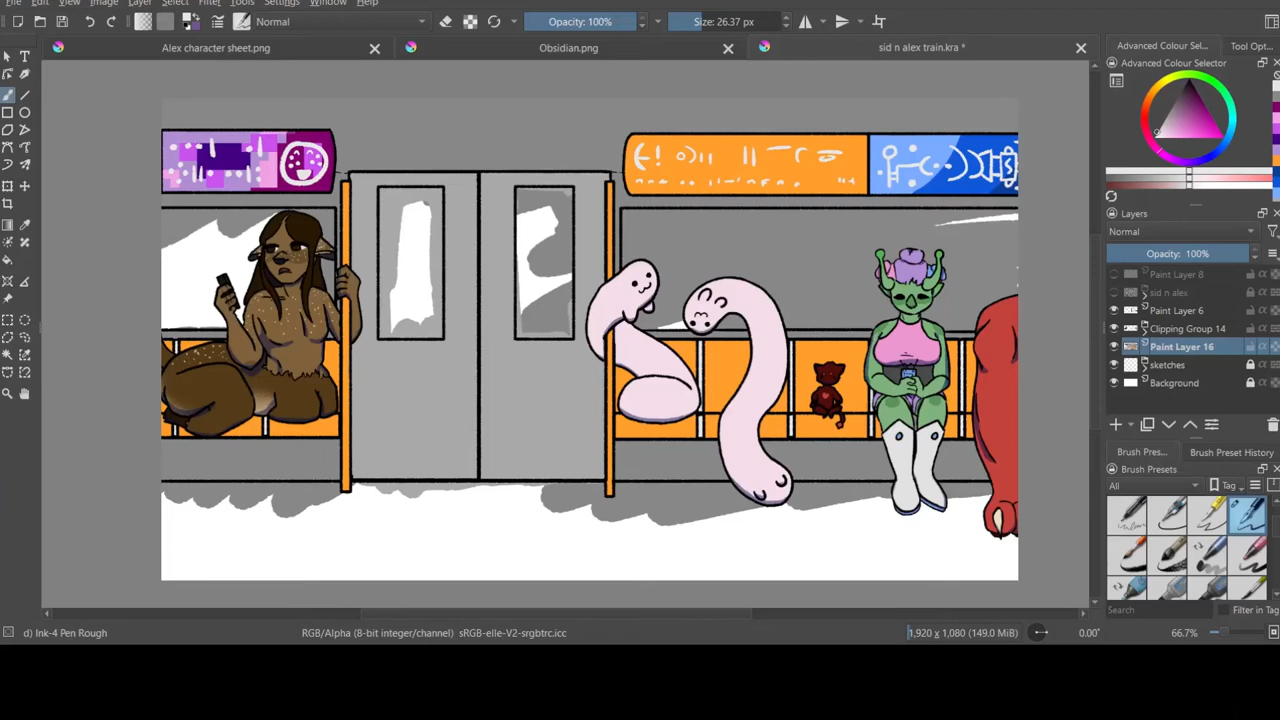 File Edit View Image Layer Select Filter Tools Settings Window Help
Normal Opacity: 100% Size: 26.37 px
Alex character sheet.png Obsidian.png sid n alex train.kra *
Advanced Colour Sel... Tool Opt...
Advanced Colour Selector
Layers
Normal
Opacity: 100%
Paint Layer 8
sid n alex
Paint Layer 6
Clipping Group 14
Paint Layer 16
sketches
Background
Brush Pres... Brush Preset History
Brush Presets
All Tag
Search Filter in Tag
d) Ink-4 Pen Rough RGB/Alpha (8-bit integer/channel) sRGB-elle-V2-srgbtrc.icc 1,920 x 1,080 (149.0 MiB) 0.00° 66.7%